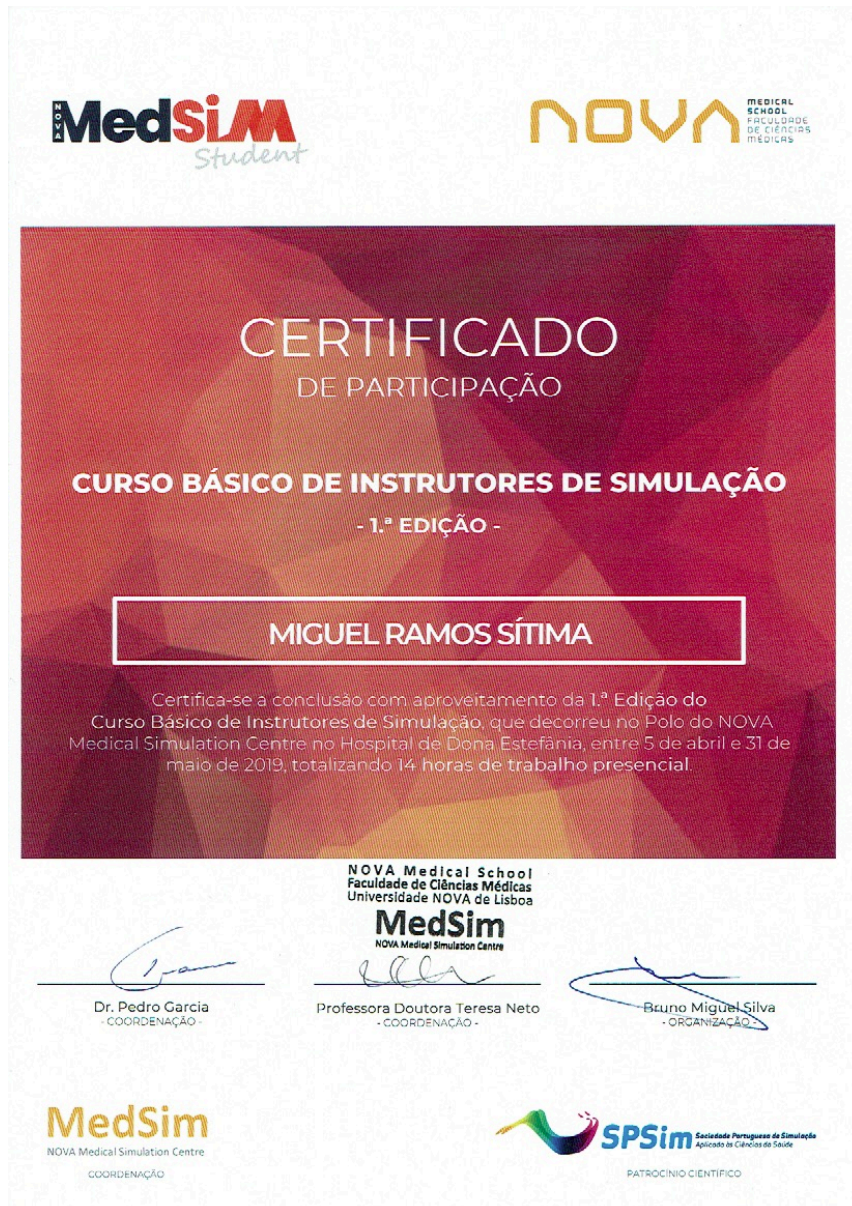 NOVA MedSiM
Student
NOVA
MEDICAL
SCHOOL
FACULDADE
DE CIÊNCIAS
MÉDICAS
CERTIFICADO
DE PARTICIPAÇÃO
CURSO BÁSICO DE INSTRUTORES DE SIMULAÇÃO
- 1.ª EDIÇÃO -
MIGUEL RAMOS SÍTIMA
Certifica-se a conclusão com aproveitamento da 1.ª Edição do
Curso Básico de Instrutores de Simulação, que decorreu no Polo do NOVA
Medical Simulation Centre no Hospital de Dona Estefânia, entre 5 de abril e 31 de
maio de 2019, totalizando 14 horas de trabalho presencial.
NOVA Medical School
Faculdade de Ciências Médicas
Universidade NOVA de Lisboa
MedSim
NOVA Medical Simulation Centre
Dr. Pedro Garcia
- COORDENAÇÃO -
Professora Doutora Teresa Neto
- COORDENAÇÃO -
Bruno Miguel Silva
- ORGANIZAÇÃO -
MedSim
NOVA Medical Simulation Centre
COORDENAÇÃO
SPSim
Sociedade Portuguesa de Simulação
Aplicada às Ciências da Saúde
PATROCÍNIO CIENTÍFICO